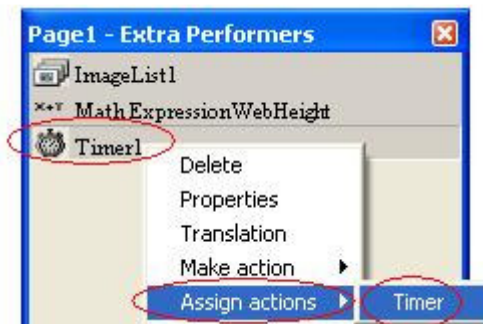 Page1 - Extra Performers
ImageList1
X+Y MathExpressionWebHeight
Timer1
Delete
Properties
Translation
Make action
Assign actions
Timer